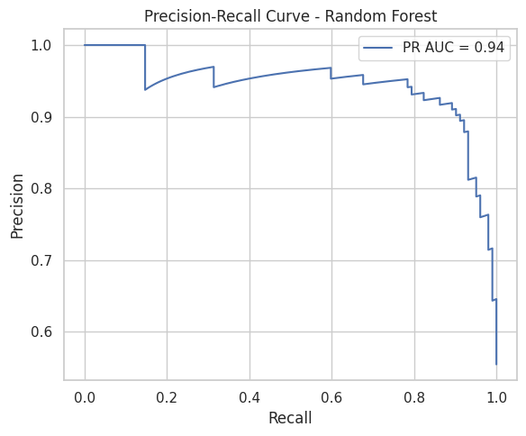 Precision-Recall Curve - Random Forest
PR AUC = 0.94
1.0
0.9
0.8
0.7
0.6
Precision
0.0 0.2 0.4 0.6 0.8 1.0
Recall